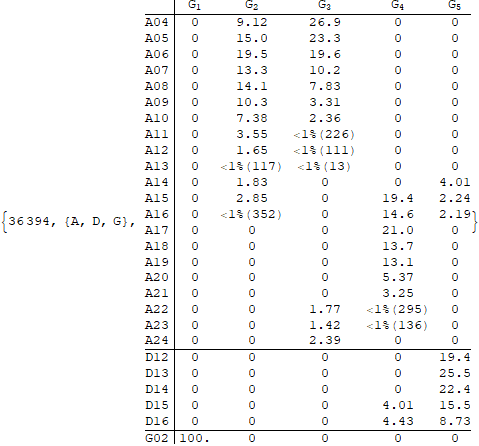 G1 G2 G3 G4 G5
A04 0 9.12 26.9 0 0
A05 0 15.0 23.3 0 0
A06 0 19.5 19.6 0 0
A07 0 13.3 10.2 0 0
A08 0 14.1 7.83 0 0
A09 0 10.3 3.31 0 0
A10 0 7.38 2.36 0 0
A11 0 3.55 <1%(226) 0 0
A12 0 1.65 <1%(111) 0 0
A13 0 <1%(117) <1%(13) 0 0
A14 0 1.83 0 0 4.01
A15 0 2.85 0 19.4 2.24
{36394, {A, D, G}, A16 0 <1%(352) 0 14.6 2.19}
A17 0 0 0 21.0 0
A18 0 0 0 13.7 0
A19 0 0 0 13.1 0
A20 0 0 0 5.37 0
A21 0 0 0 3.25 0
A22 0 0 1.77 <1%(295) 0
A23 0 0 1.42 <1%(136) 0
A24 0 0 2.39 0 0
D12 0 0 0 0 19.4
D13 0 0 0 0 25.5
D14 0 0 0 0 22.4
D15 0 0 0 4.01 15.5
D16 0 0 0 4.43 8.73
G02 100. 0 0 0 0